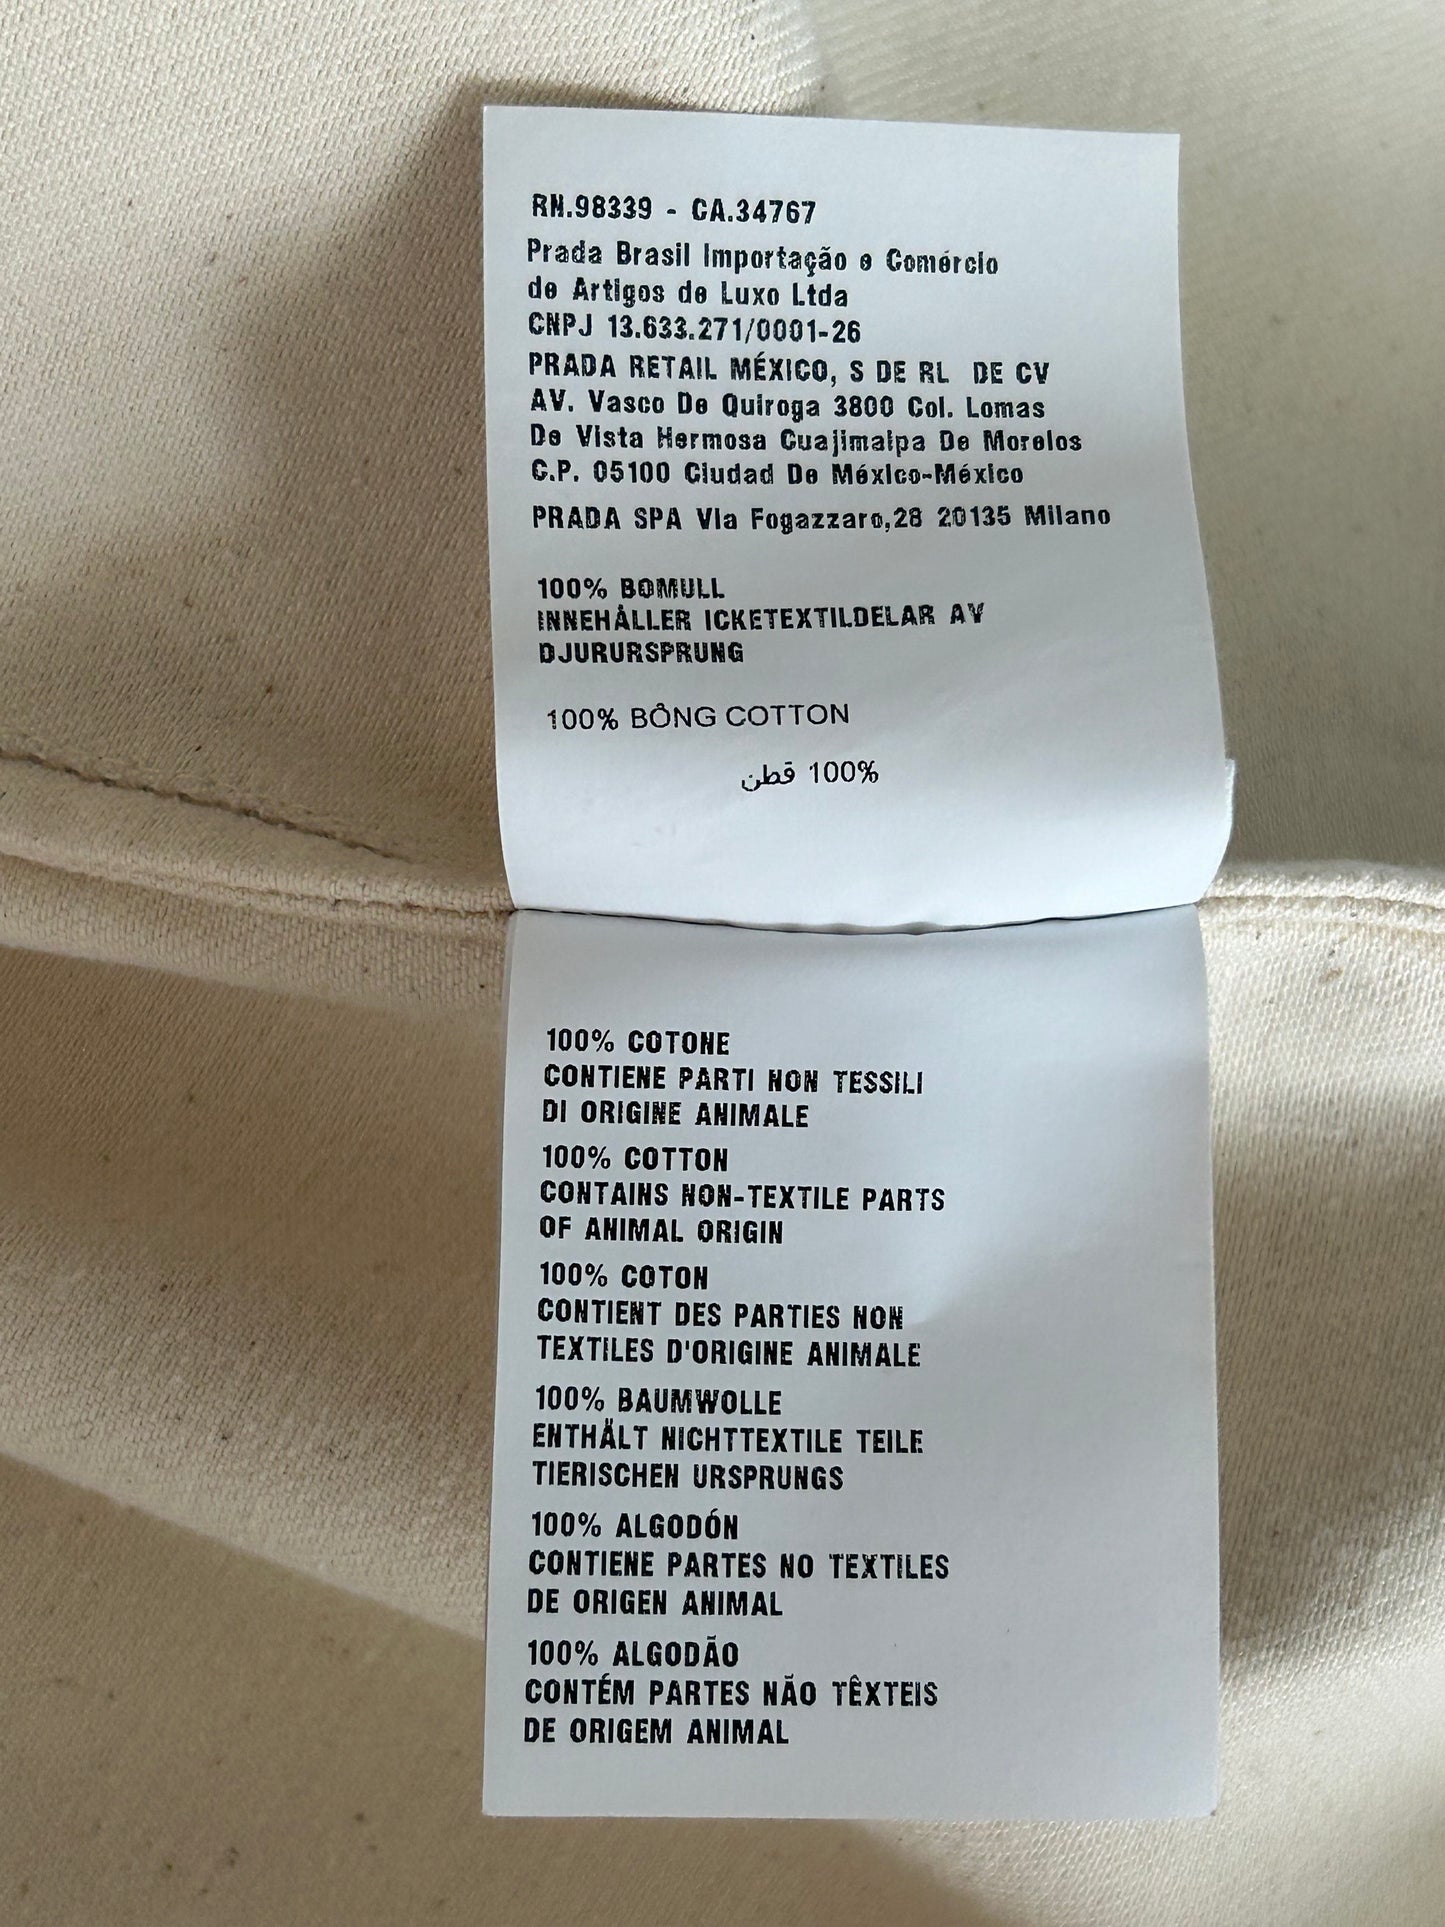 RN.98339 - CA.34767
Prada Brasil Importação e Comércio
de Artigos de Luxo Ltda
CNPJ 13.633.271/0001-26
PRADA RETAIL MÉXICO, S DE RL DE CV
AV. Vasco De Quiroga 3800 Col. Lomas
De Vista Hermosa Cuajimalpa De Morelos
C.P. 05100 Ciudad De México-México
PRADA SPA Via Fogazzaro,28 20135 Milano
100% BOMULL
INNEHÅLLER ICKETEXTILDELAR AV
DJURURSPRUNG
100% BÔNG COTTON
100% قطن
100% COTONE
CONTIENE PARTI NON TESSILI
DI ORIGINE ANIMALE
100% COTTON
CONTAINS NON-TEXTILE PARTS
OF ANIMAL ORIGIN
100% COTON
CONTIENT DES PARTIES NON
TEXTILES D'ORIGINE ANIMALE
100% BAUMWOLLE
ENTHÄLT NICHTTEXTILE TEILE
TIERISCHEN URSPRUNGS
100% ALGODÓN
CONTIENE PARTES NO TEXTILES
DE ORIGEN ANIMAL
100% ALGODÃO
CONTÉM PARTES NÃO TÊXTEIS
DE ORIGEM ANIMAL